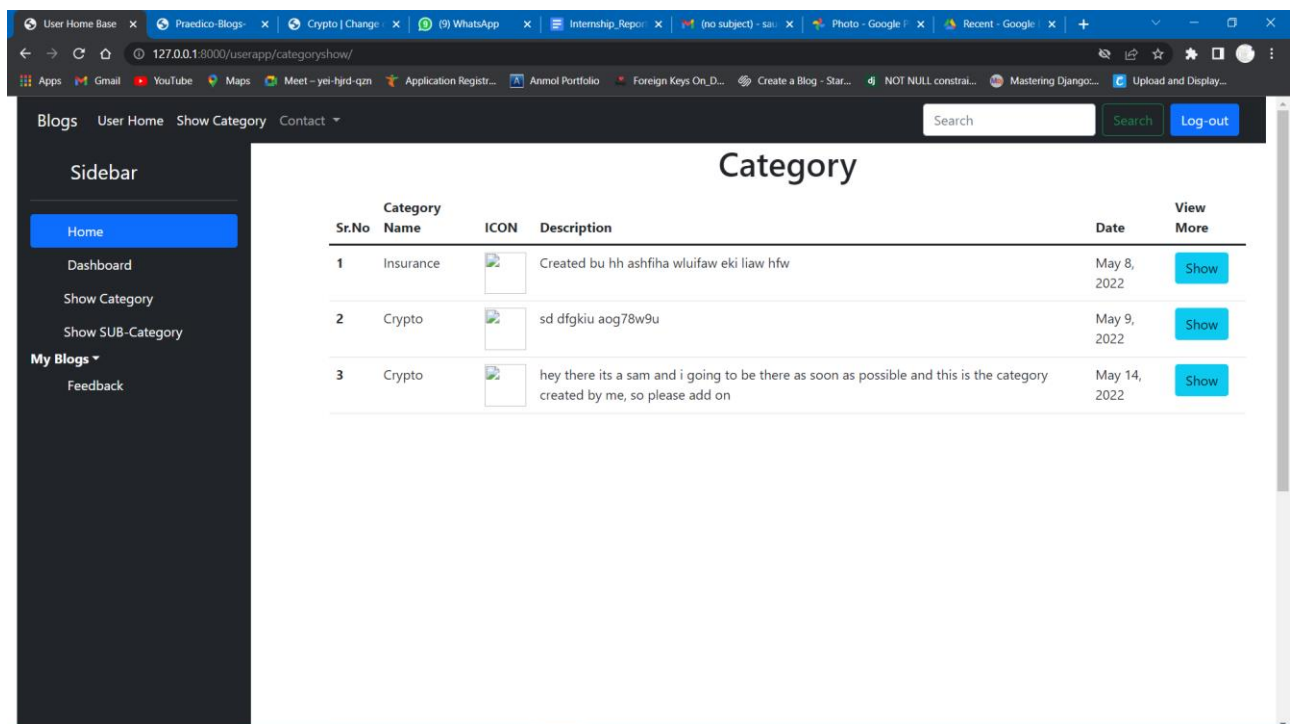 User Home Base
Praedico-Blogs-
Crypto | Change
(9) WhatsApp
Internship_Report
(no subject) - sau
Photo - Google P
Recent - Google
127.0.0.1:8000/userapp/categoryshow/
Apps Gmail YouTube Maps Meet – yei-hjrd-qzn Application Registr... Anmol Portfolio Foreign Keys On_D... Create a Blog - Star... NOT NULL constrai... Mastering Django:... Upload and Display...
Blogs User Home Show Category Contact Search Search Log-out
Sidebar
Home
Dashboard
Show Category
Show SUB-Category
My Blogs
Feedback
Category
Sr.No Category Name ICON Description Date View More
1 Insurance Created bu hh ashfiha wluifaw eki liaw hfw May 8, 2022 Show
2 Crypto sd dfgkiu aog78w9u May 9, 2022 Show
3 Crypto hey there its a sam and i going to be there as soon as possible and this is the category
created by me, so please add on May 14, 2022 Show